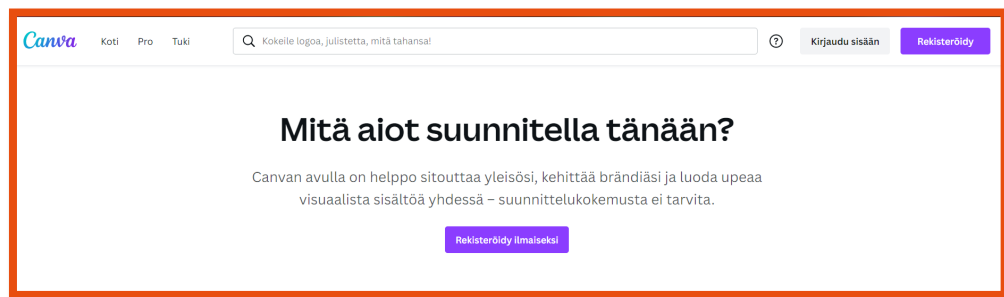 Canva Koti Pro Tuki Kokeile logoa, julistetta, mitä tahansa! ? Kirjaudu sisään Rekisteröidy
Mitä aiot suunnitella tänään?
Canvan avulla on helppo sitouttaa yleisösi, kehittää brändiäsi ja luoda upeaa
visuaalista sisältöä yhdessä – suunnittelukokemusta ei tarvita.
Rekisteröidy ilmaiseksi